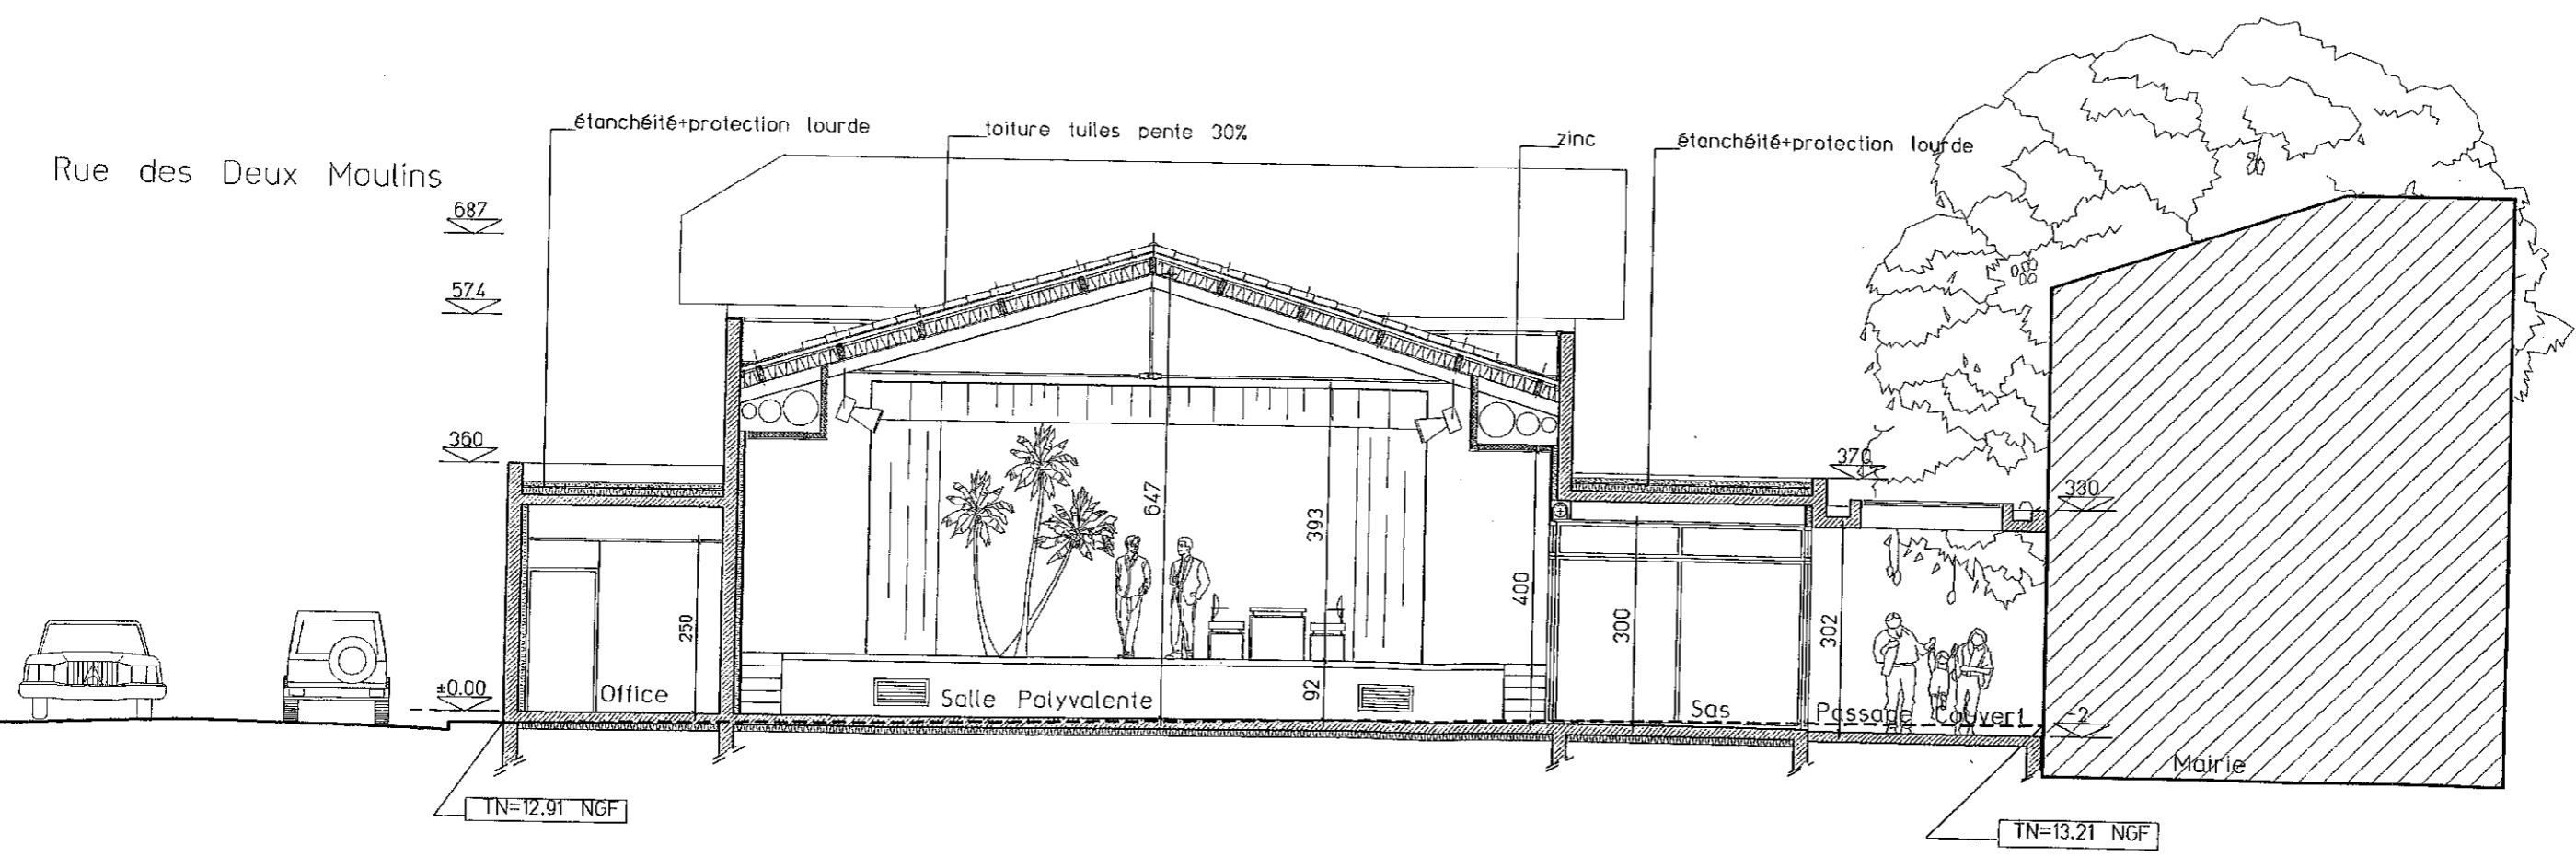 étanchéité+protection lourde
toiture tuiles pente 30%
zinc
étanchéité+protection lourde
Rue des Deux Moulins
687
574
360
370
330
647
393
400
250
300
302
±0.00
Office
Salle Polyvalente
92
Sas
Passage Couvert
-2
Mairie
TN=12.91 NGF
TN=13.21 NGF